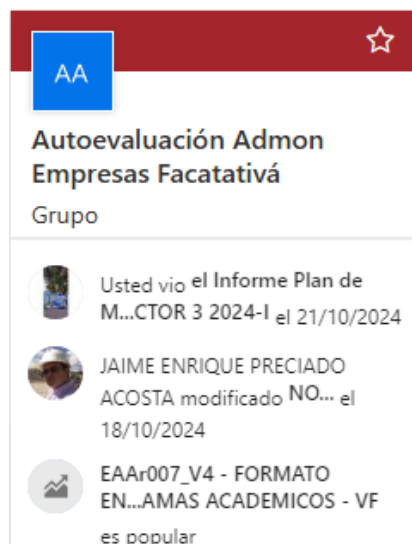 AA
Autoevaluación Admon
Empresas Facatativá
Grupo
Usted vio el Informe Plan de
M...CTOR 3 2024-I el 21/10/2024
JAIME ENRIQUE PRECIADO
ACOSTA modificado NO... el
18/10/2024
EAAr007_V4 - FORMATO
EN...AMAS ACADEMICOS - VF
es popular